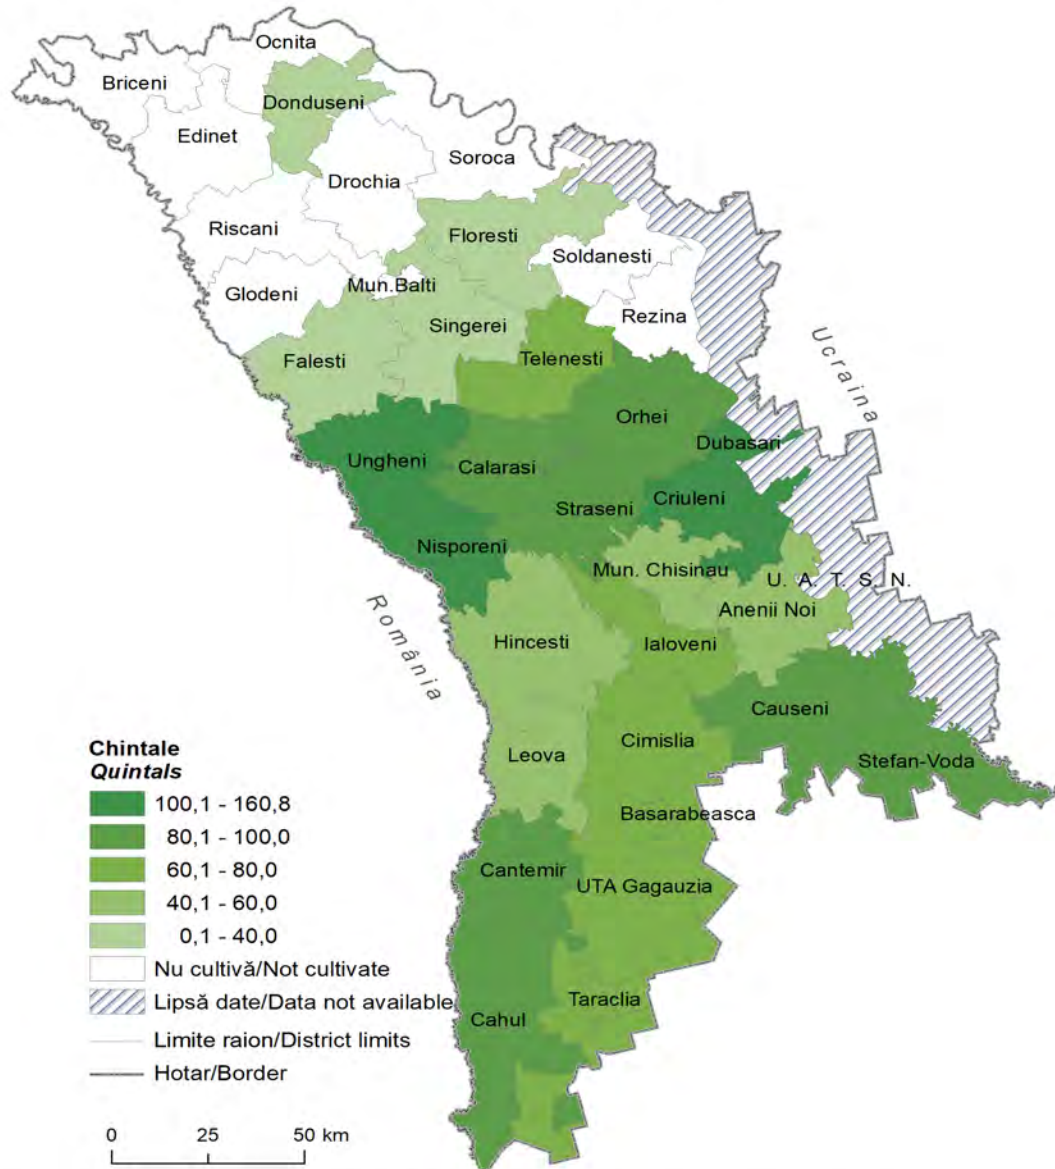 Ocnita
Briceni
Donduseni
Edinet
Soroca
Drochia
Riscani
Floresti
Soldanesti
Mun.Balti
Glodeni
Rezina
Singerei
Falesti
Telenesti
Ucraina
Orhei
Dubasari
Ungheni
Calarasi
Criuleni
Straseni
Nisporeni
Mun. Chisinau
U. A. T. S. N.
Anenii Noi
România
Hincesti
Ialoveni
Causeni
Cimislia
Leova
Stefan-Voda
Basarabeasca
Cantemir
UTA Gagauzia
Taraclia
Cahul
Chintale
Quintals
100,1 - 160,8
80,1 - 100,0
60,1 - 80,0
40,1 - 60,0
0,1 - 40,0
Nu cultivă/Not cultivate
Lipsă date/Data not available
Limite raion/District limits
Hotar/Border
0 25 50 km